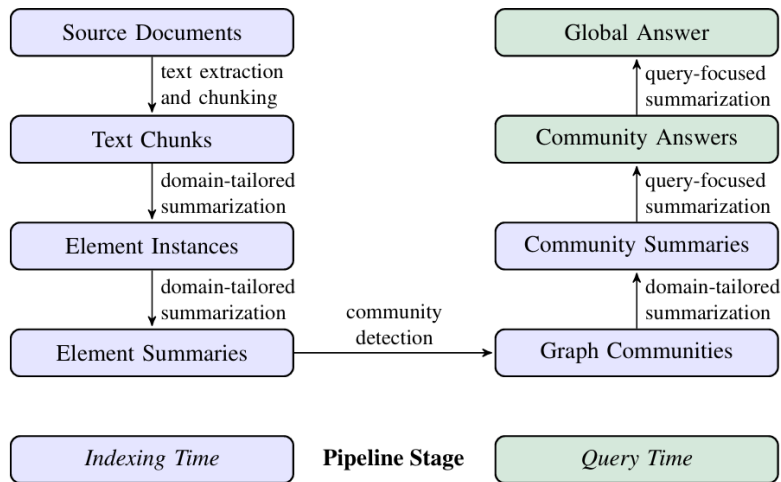 Source Documents
text extraction
and chunking
Text Chunks
domain-tailored
summarization
Element Instances
domain-tailored
summarization
Element Summaries
community
detection
Global Answer
query-focused
summarization
Community Answers
query-focused
summarization
Community Summaries
domain-tailored
summarization
Graph Communities
Indexing Time
Pipeline Stage
Query Time